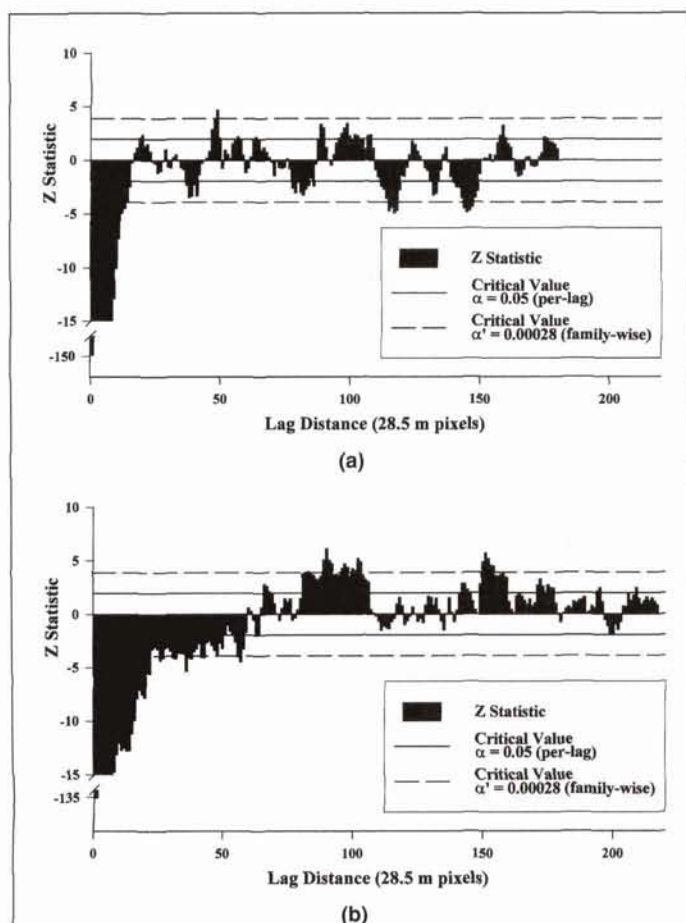 10
5
0
-5
-10
-15
-150
Z Statistic
Z Statistic
Critical Value
α = 0.05 (per-lag)
Critical Value
α' = 0.00028 (family-wise)
0
50
100
150
200
Lag Distance (28.5 m pixels)
(a)
10
5
0
-5
-10
-15
-135
Z Statistic
Z Statistic
Critical Value
α = 0.05 (per-lag)
Critical Value
α' = 0.00028 (family-wise)
0
50
100
150
200
Lag Distance (28.5 m pixels)
(b)